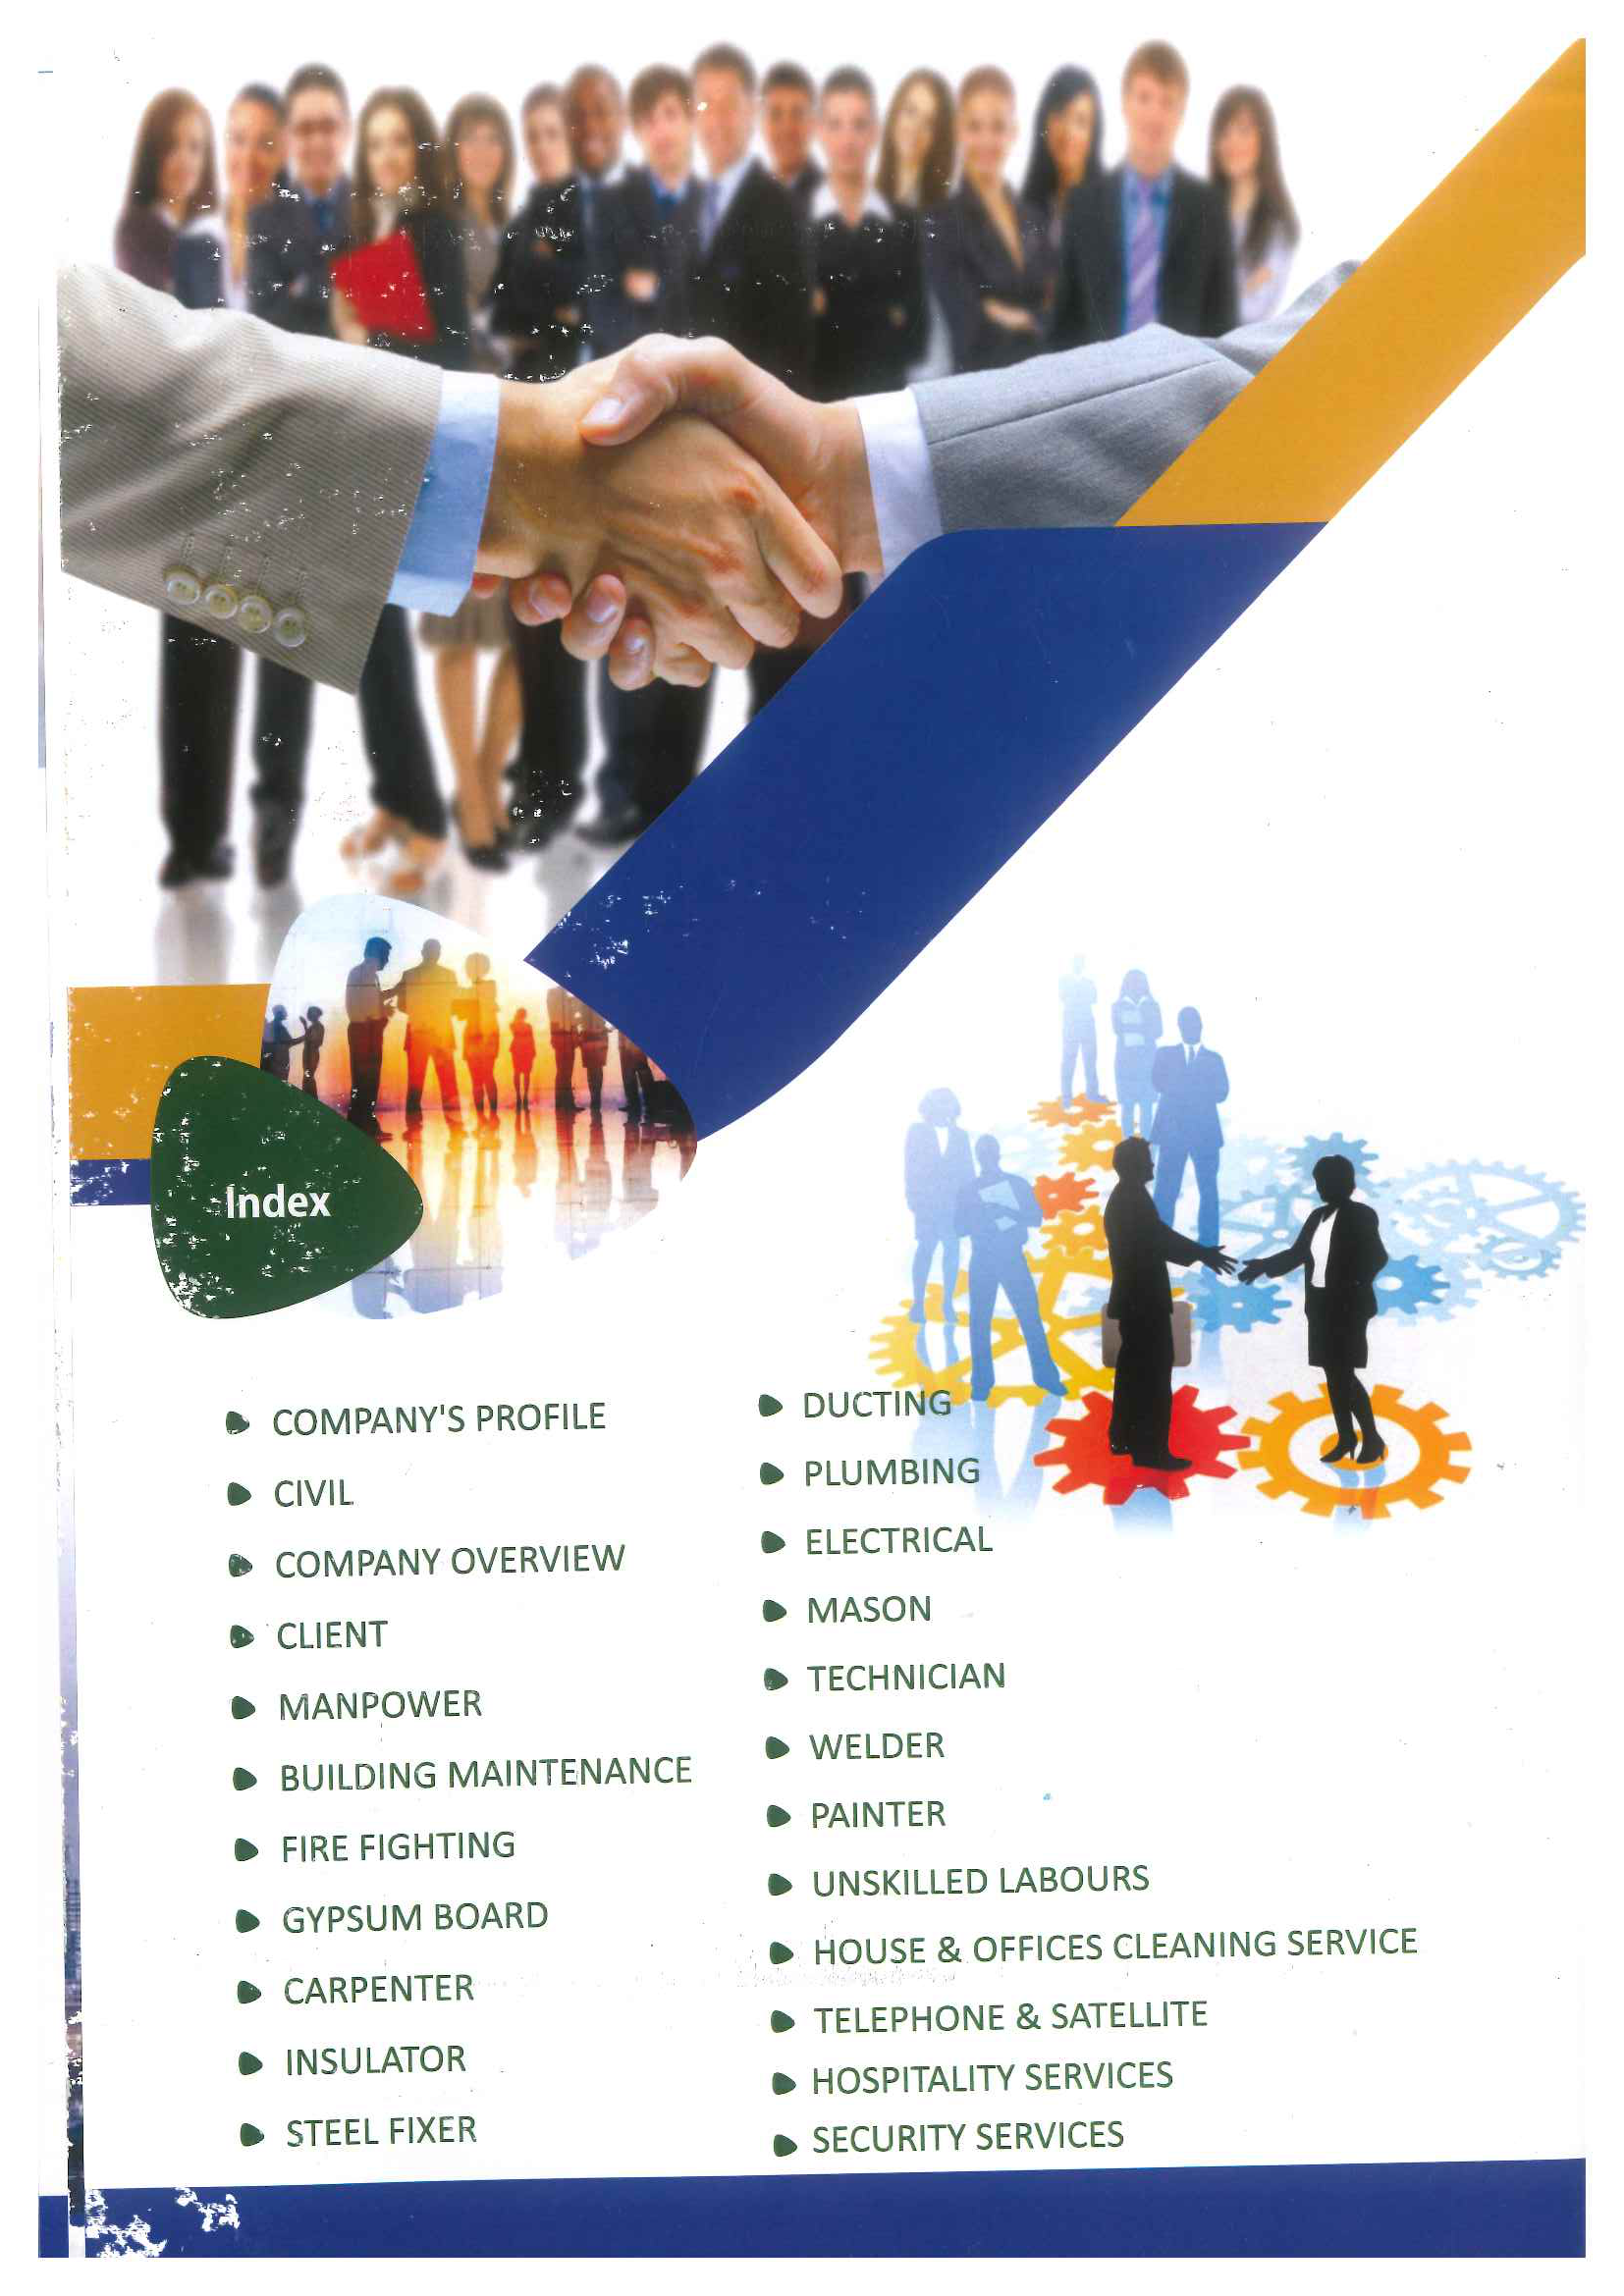 Index
COMPANY'S PROFILE
CIVIL
COMPANY OVERVIEW
CLIENT
MANPOWER
BUILDING MAINTENANCE
FIRE FIGHTING
GYPSUM BOARD
CARPENTER
INSULATOR
STEEL FIXER
DUCTING
PLUMBING
ELECTRICAL
MASON
TECHNICIAN
WELDER
PAINTER
UNSKILLED LABOURS
HOUSE & OFFICES CLEANING SERVICE
TELEPHONE & SATELLITE
HOSPITALITY SERVICES
SECURITY SERVICES